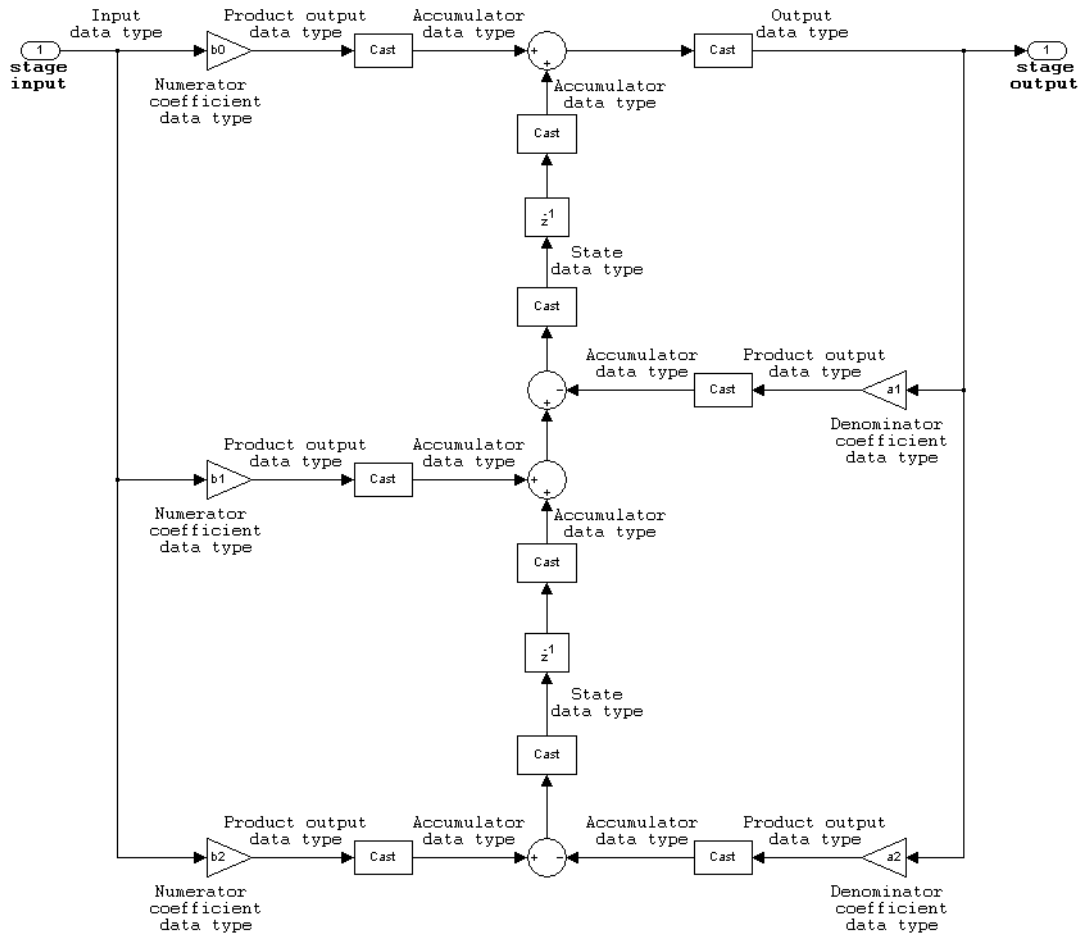 Input
data type
Product output
data type
Accumulator
data type
Output
data type
1
b0
Cast
+
+
Cast
1
stage
input
stage
output
Numerator
coefficient
data type
Accumulator
data type
Cast
z-1
State
data type
Cast
Accumulator
data type
Product output
data type
-
+
Cast
a1
Denominator
coefficient
data type
Product output
data type
Accumulator
data type
b1
Cast
+
+
Numerator
coefficient
data type
Accumulator
data type
Cast
z-1
State
data type
Cast
Product output
data type
Accumulator
data type
Accumulator
data type
Product output
data type
b2
Cast
+
-
Cast
a2
Numerator
coefficient
data type
Denominator
coefficient
data type